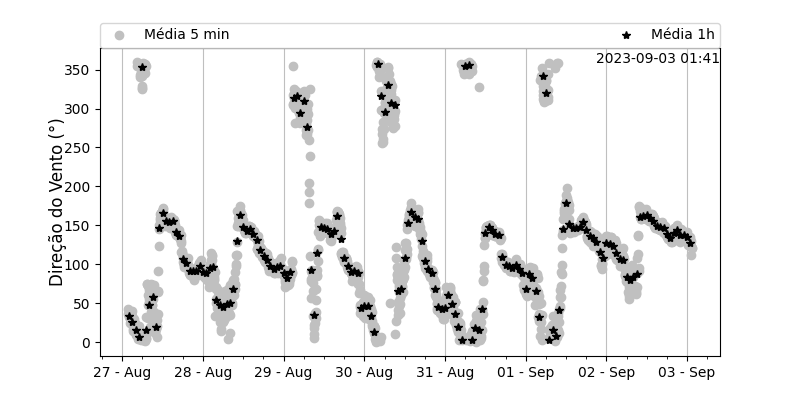 Média 5 min
Média 1h
2023-09-03 01:41
Direção do Vento (°)
350
300
250
200
150
100
50
0
27 - Aug
28 - Aug
29 - Aug
30 - Aug
31 - Aug
01 - Sep
02 - Sep
03 - Sep